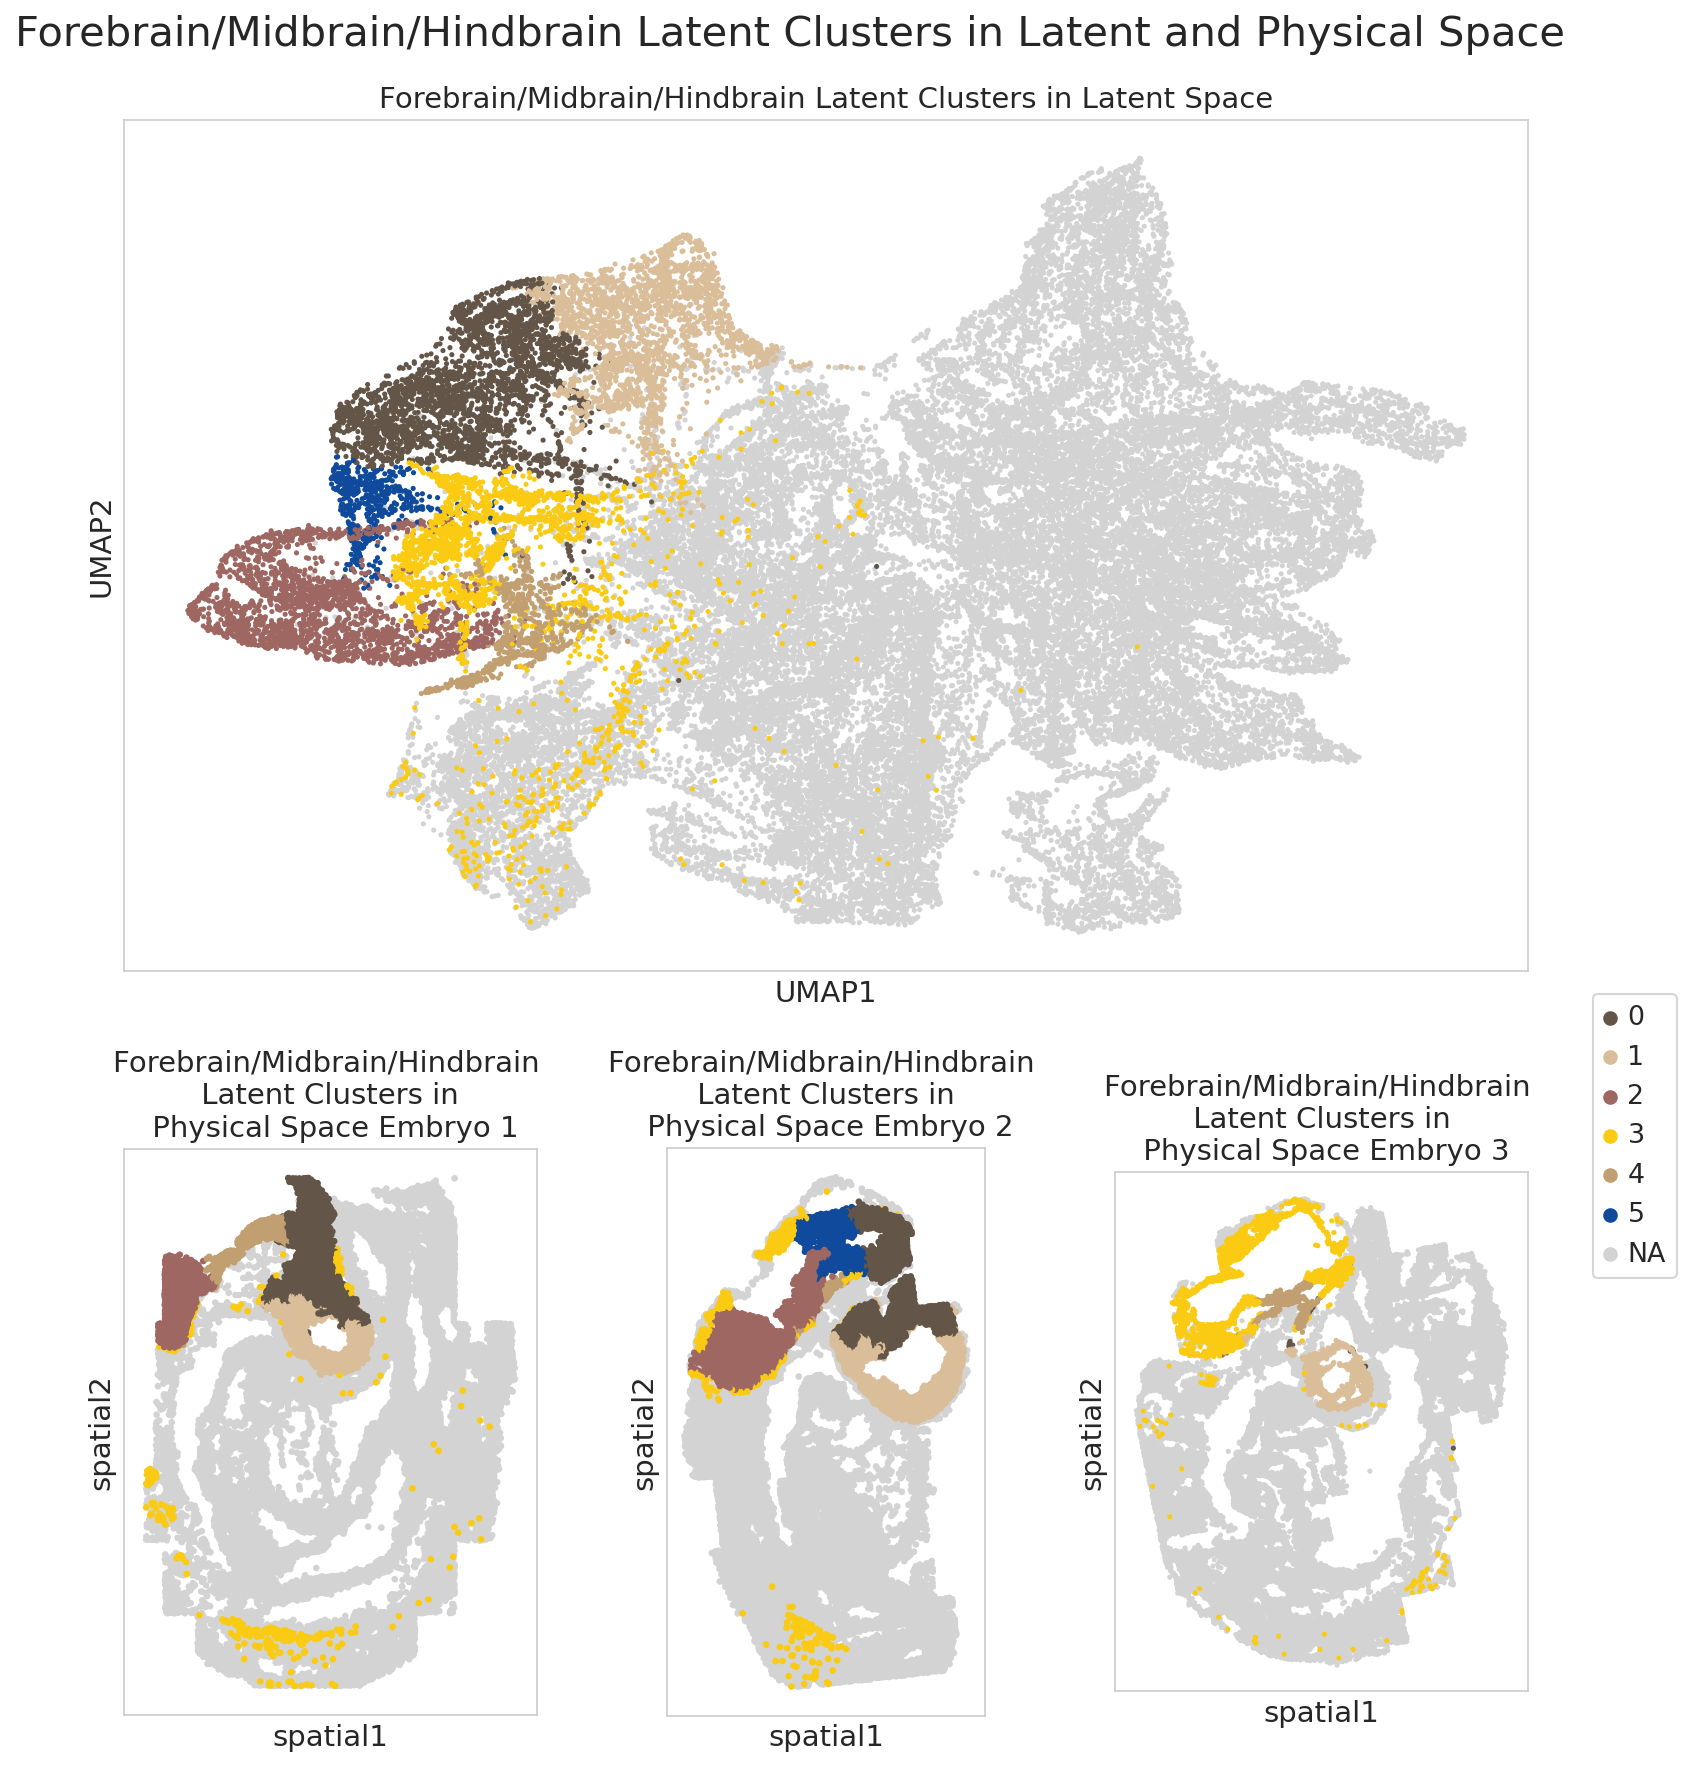 Forebrain/Midbrain/Hindbrain Latent Clusters in Latent and Physical Space
Forebrain/Midbrain/Hindbrain Latent Clusters in Latent Space
UMAP2
UMAP1
Forebrain/Midbrain/Hindbrain
Latent Clusters in
Physical Space Embryo 1
spatial2
spatial1
Forebrain/Midbrain/Hindbrain
Latent Clusters in
Physical Space Embryo 2
spatial2
spatial1
Forebrain/Midbrain/Hindbrain
Latent Clusters in
Physical Space Embryo 3
spatial2
spatial1
0
1
2
3
4
5
NA